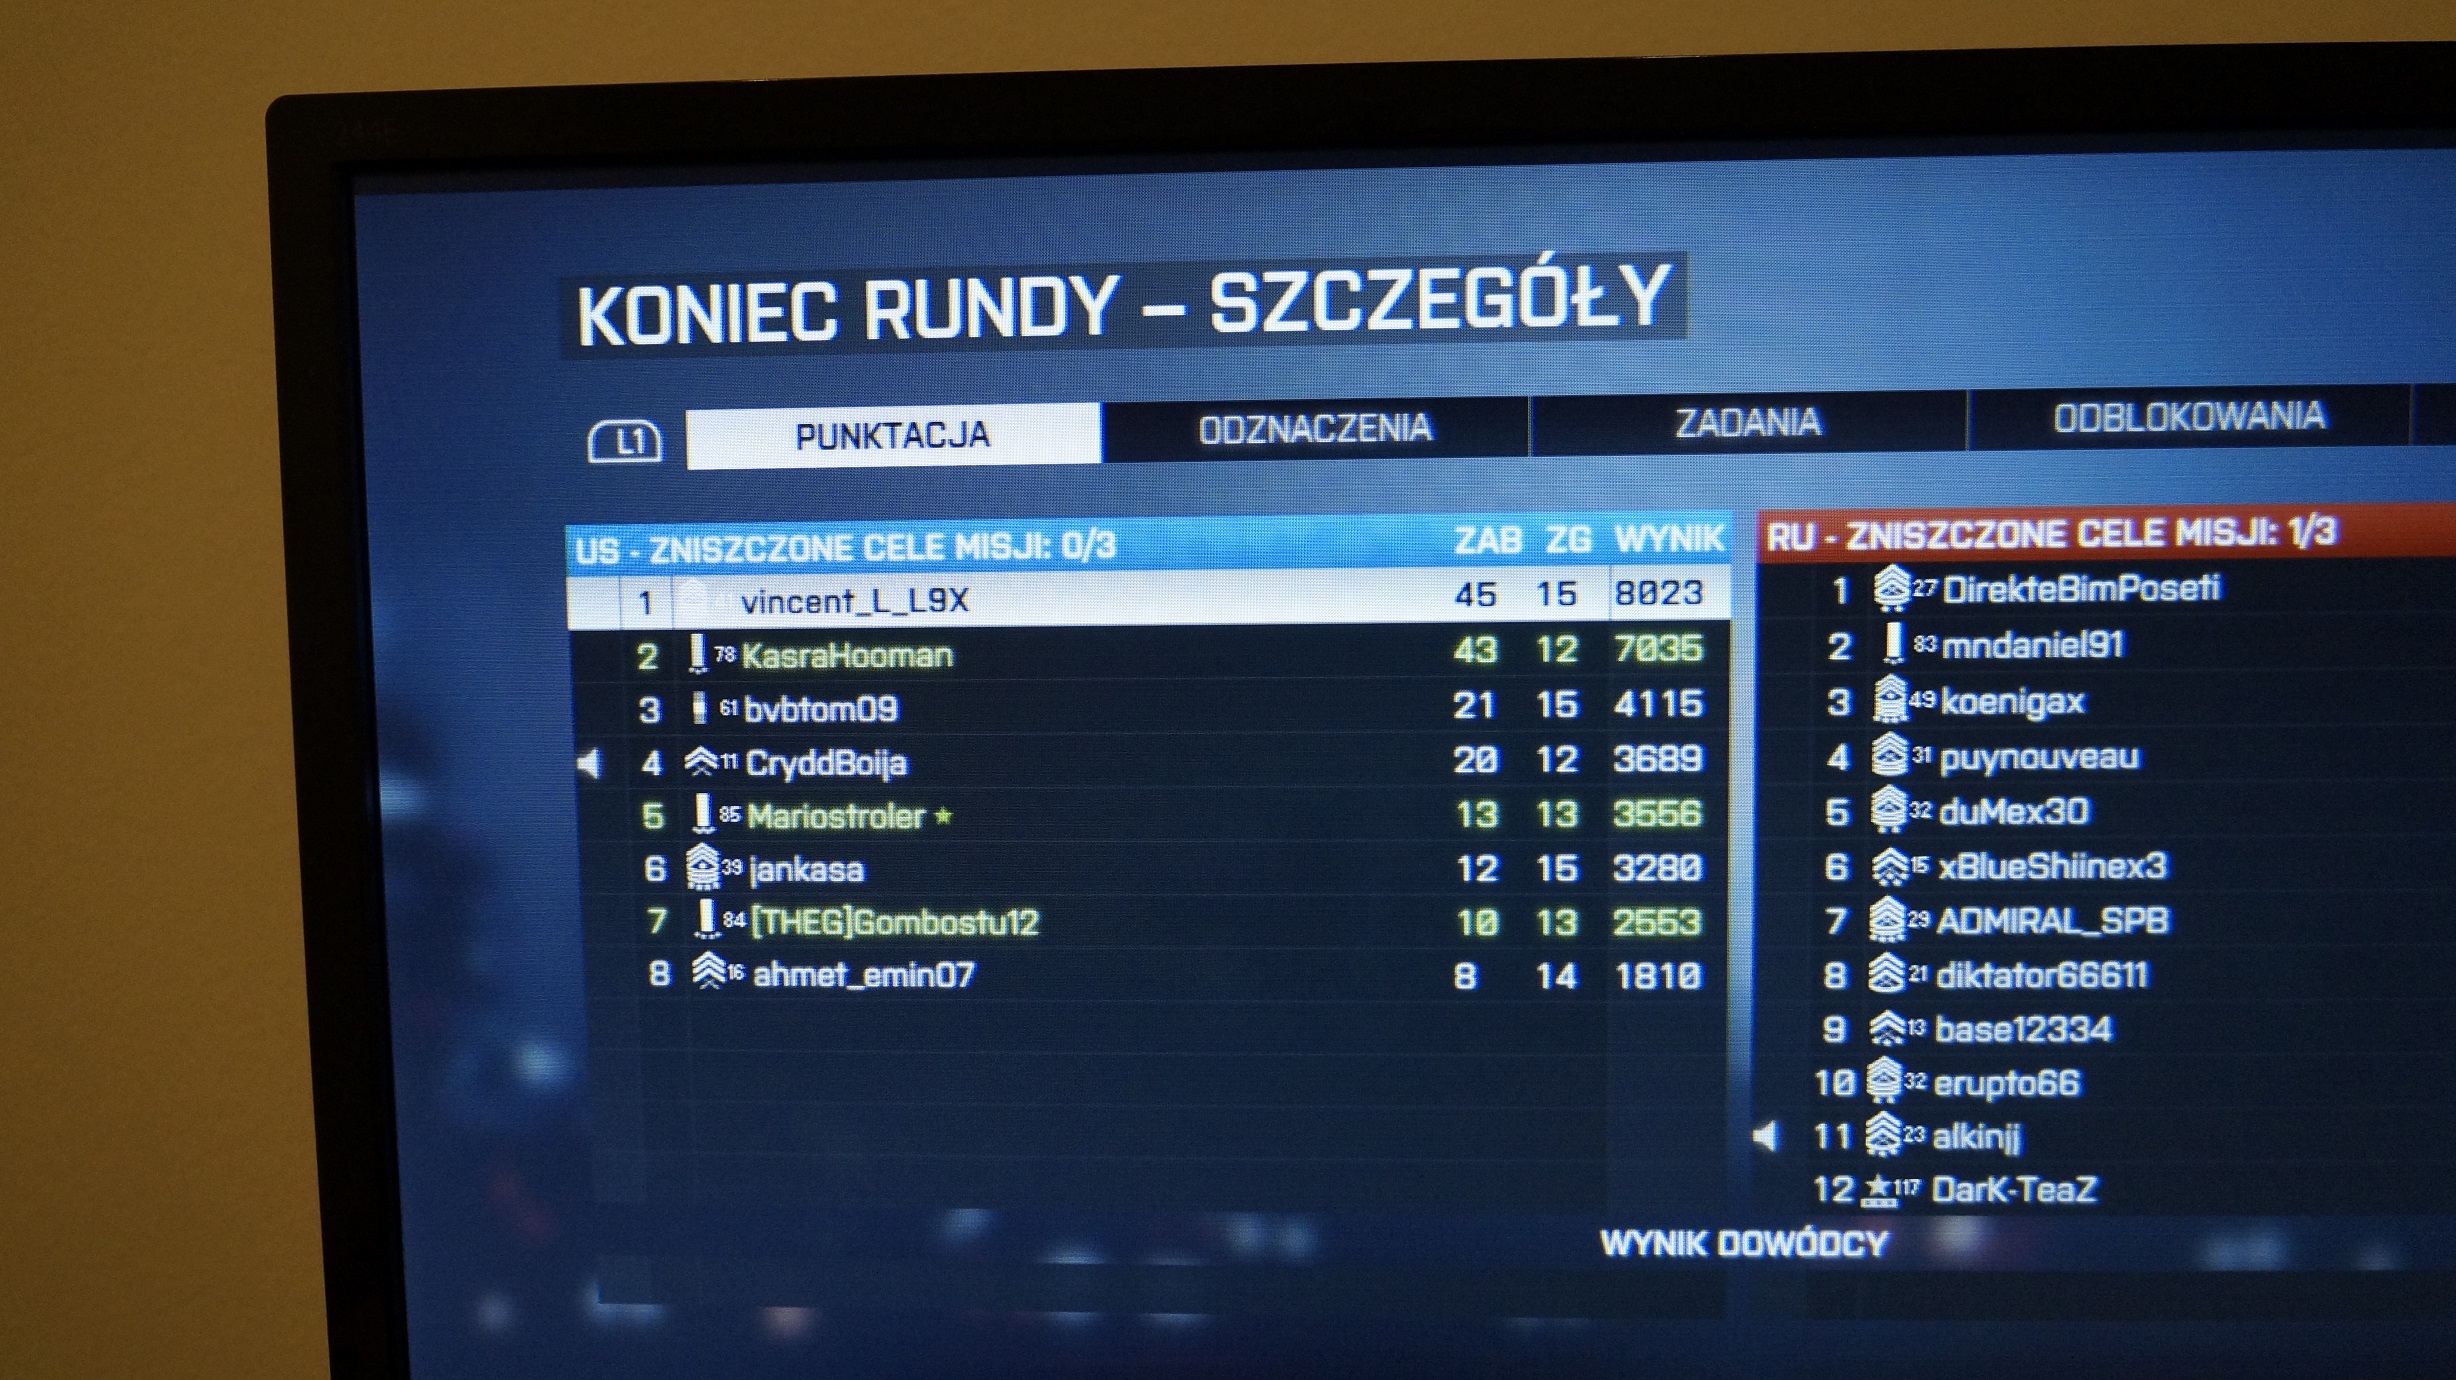 KONIEC RUNDY – SZCZEGÓŁY
L1 PUNKTACJA ODZNACZENIA ZADANIA ODBLOKOWANIA
US - ZNISZCZONE CELE MISJI: 0/3 ZAB ZG WYNIK
1 vincent_L_L9X 45 15 8023
2 78 KasraHooman 43 12 7035
3 61 bvbtom09 21 15 4115
4 11 CryddBoija 20 12 3689
5 85 Mariostroler ★ 13 13 3556
6 39 jankasa 12 15 3280
7 84 [THEG]Gombostu12 10 13 2553
8 16 ahmet_emin07 8 14 1810
RU - ZNISZCZONE CELE MISJI: 1/3
1 27 DirekteBimPoseti
2 83 mndaniel91
3 49 koenigax
4 31 puynouveau
5 32 duMex30
6 15 xBlueShiinex3
7 29 ADMIRAL_SPB
8 21 diktator66611
9 13 base12334
10 32 erupto66
11 23 alkinjj
12 117 DarK-TeaZ
WYNIK DOWÓDCY